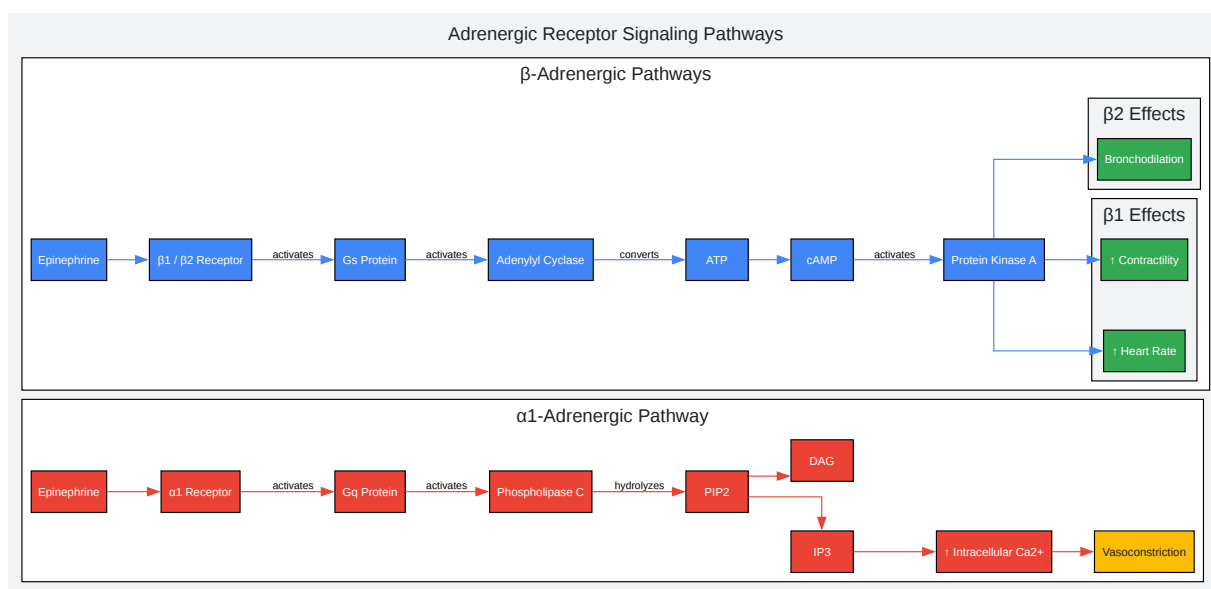 Adrenergic Receptor Signaling Pathways
β-Adrenergic Pathways
β2 Effects
Bronchodilation
β1 Effects
Epinephrine
β1 / β2 Receptor
activates
Gs Protein
activates
Adenylyl Cyclase
converts
ATP
cAMP
activates
Protein Kinase A
↑ Contractility
↑ Heart Rate
α1-Adrenergic Pathway
Epinephrine
α1 Receptor
activates
Gq Protein
activates
Phospholipase C
hydrolyzes
PIP2
DAG
IP3
↑ Intracellular Ca2+
Vasoconstriction